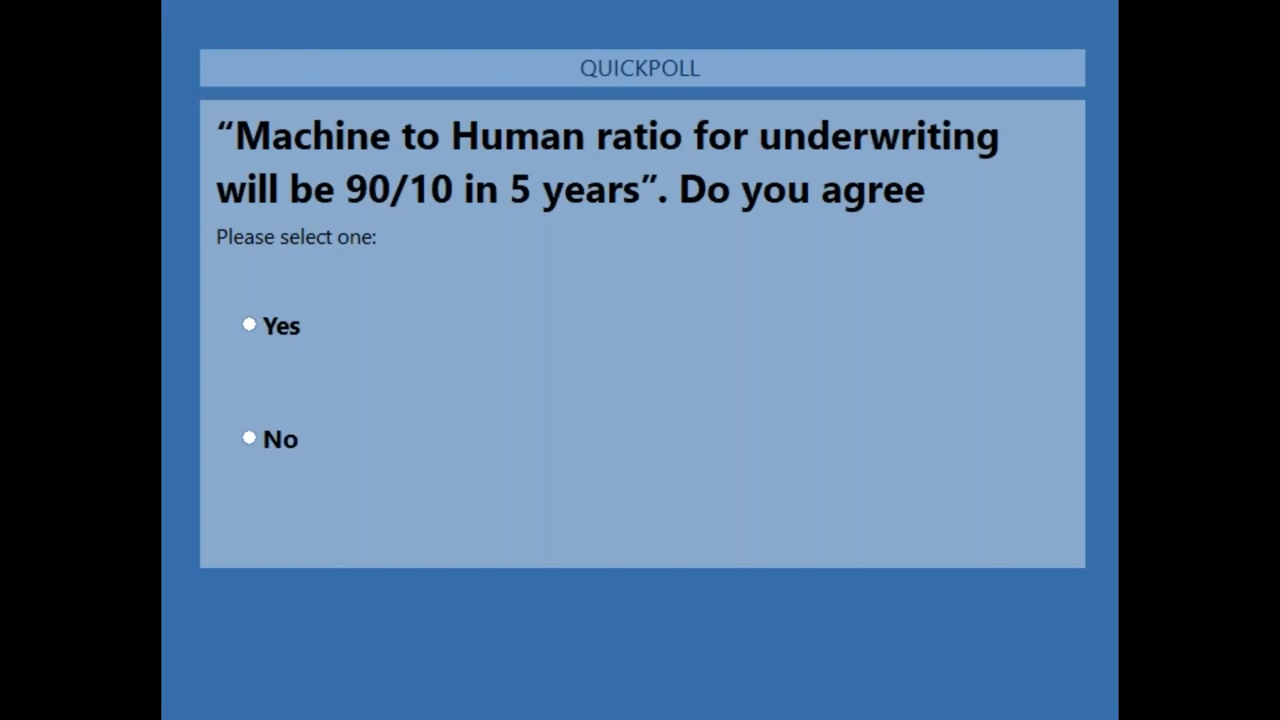 QUICKPOLL
“Machine to Human ratio for underwriting
will be 90/10 in 5 years”. Do you agree
Please select one:
Yes
No